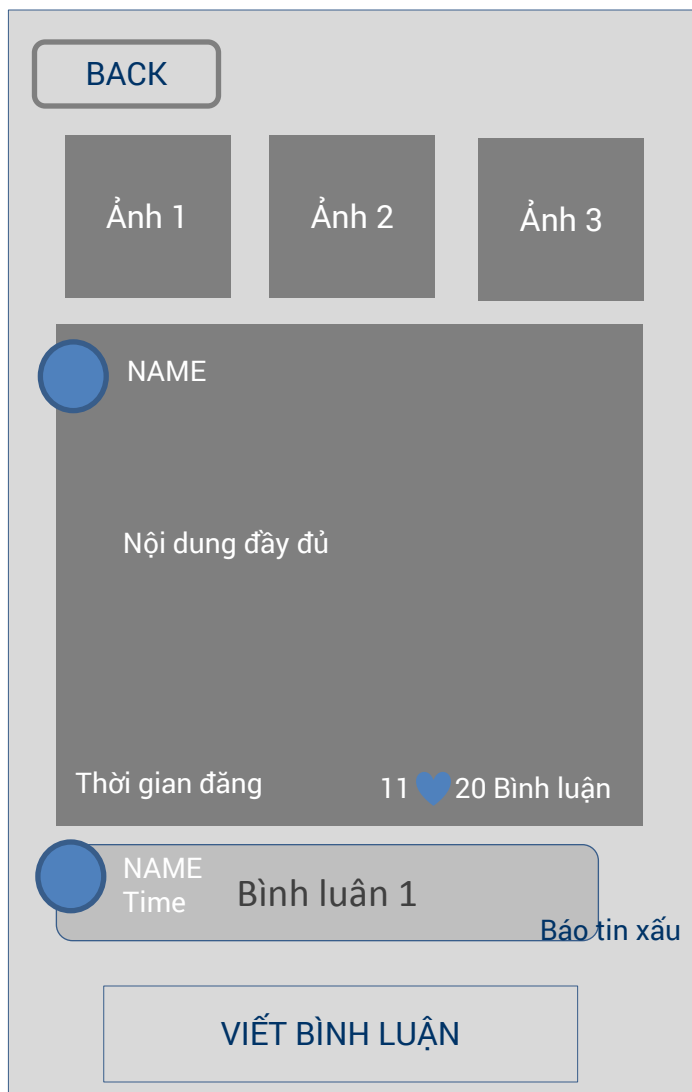 BACK
Ảnh 1
Ảnh 2
Ảnh 3
NAME
Nội dung đầy đủ
Thời gian đăng
11 20 Bình luận
NAME
Time
Bình luân 1
Báo tin xấu
VIẾT BÌNH LUẬN